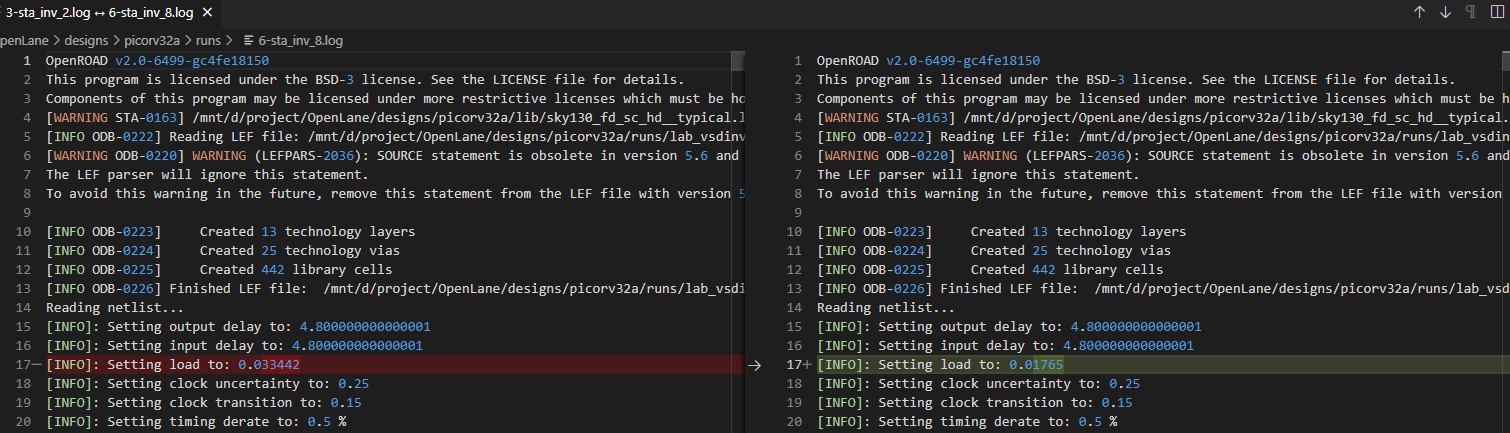 3-sta_inv_2.log ↔ 6-sta_inv_8.log ×
penLane > designs > picorv32a > runs > 6-sta_inv_8.log
1 OpenROAD v2.0-6499-gc4fe18150
2 This program is licensed under the BSD-3 license. See the LICENSE file for details.
3 Components of this program may be licensed under more restrictive licenses which must be ho
4 [WARNING STA-0163] /mnt/d/project/OpenLane/designs/picorv32a/lib/sky130_fd_sc_hd__typical.l
5 [INFO ODB-0222] Reading LEF file: /mnt/d/project/OpenLane/designs/picorv32a/runs/lab_vsdinv
6 [WARNING ODB-0220] WARNING (LEFPARS-2036): SOURCE statement is obsolete in version 5.6 and
7 The LEF parser will ignore this statement.
8 To avoid this warning in the future, remove this statement from the LEF file with version 5
9
10 [INFO ODB-0223]     Created 13 technology layers
11 [INFO ODB-0224]     Created 25 technology vias
12 [INFO ODB-0225]     Created 442 library cells
13 [INFO ODB-0226] Finished LEF file:  /mnt/d/project/OpenLane/designs/picorv32a/runs/lab_vsdi
14 Reading netlist...
15 [INFO]: Setting output delay to: 4.800000000000001
16 [INFO]: Setting input delay to: 4.800000000000001
17− [INFO]: Setting load to: 0.033442
18 [INFO]: Setting clock uncertainty to: 0.25
19 [INFO]: Setting clock transition to: 0.15
20 [INFO]: Setting timing derate to: 0.5 %
1 OpenROAD v2.0-6499-gc4fe18150
2 This program is licensed under the BSD-3 license. See the LICENSE file for details.
3 Components of this program may be licensed under more restrictive licenses which must be h
4 [WARNING STA-0163] /mnt/d/project/OpenLane/designs/picorv32a/lib/sky130_fd_sc_hd__typical.
5 [INFO ODB-0222] Reading LEF file: /mnt/d/project/OpenLane/designs/picorv32a/runs/lab_vsdin
6 [WARNING ODB-0220] WARNING (LEFPARS-2036): SOURCE statement is obsolete in version 5.6 and
7 The LEF parser will ignore this statement.
8 To avoid this warning in the future, remove this statement from the LEF file with version
9
10 [INFO ODB-0223]     Created 13 technology layers
11 [INFO ODB-0224]     Created 25 technology vias
12 [INFO ODB-0225]     Created 442 library cells
13 [INFO ODB-0226] Finished LEF file:  /mnt/d/project/OpenLane/designs/picorv32a/runs/lab_vsd
14 Reading netlist...
15 [INFO]: Setting output delay to: 4.800000000000001
16 [INFO]: Setting input delay to: 4.800000000000001
17+ [INFO]: Setting load to: 0.01765
18 [INFO]: Setting clock uncertainty to: 0.25
19 [INFO]: Setting clock transition to: 0.15
20 [INFO]: Setting timing derate to: 0.5 %